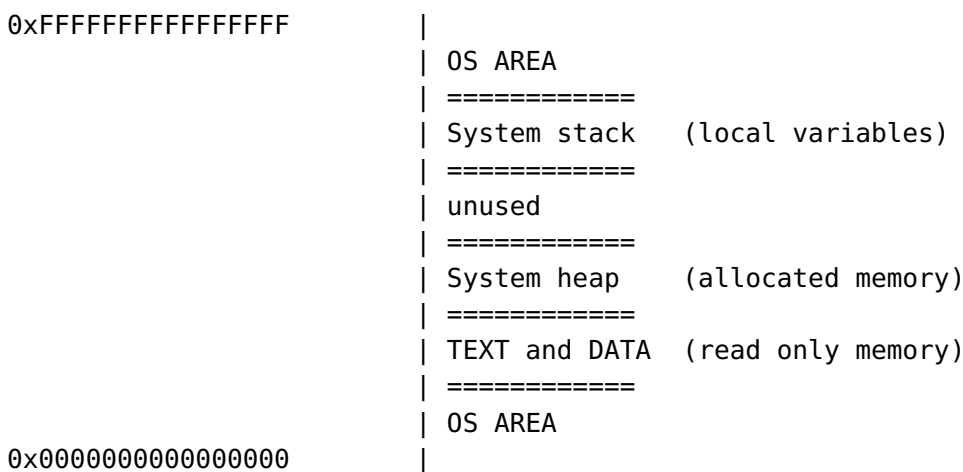 0xFFFFFFFFFFFFFFFF       |
                         | OS AREA
                         | ============
                         | System stack   (local variables)
                         | ============
                         | unused
                         | ============
                         | System heap    (allocated memory)
                         | ============
                         | TEXT and DATA  (read only memory)
                         | ============
                         | OS AREA
0x0000000000000000       |